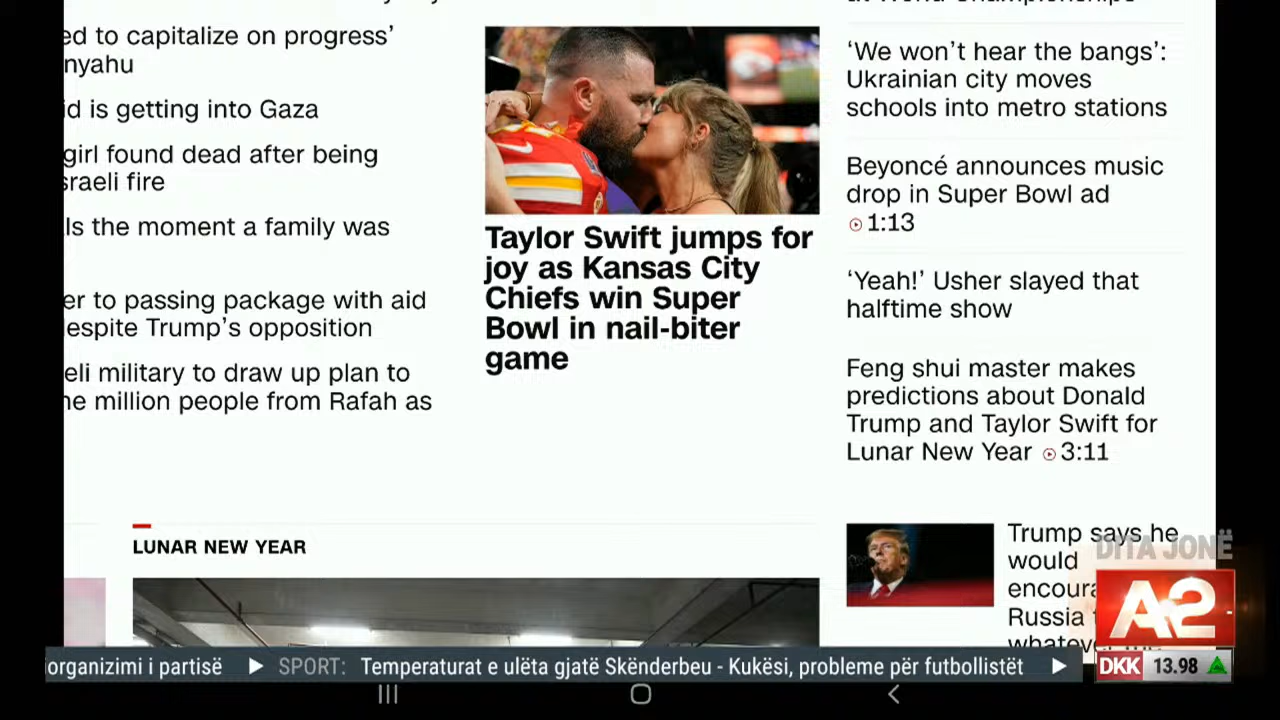 ed to capitalize on progress'
nyahu
id is getting into Gaza
girl found dead after being
sraeli fire
ls the moment a family was
er to passing package with aid
espite Trump's opposition
eli military to draw up plan to
ne million people from Rafah as
Taylor Swift jumps for
joy as Kansas City
Chiefs win Super
Bowl in nail-biter
game
'We won't hear the bangs':
Ukrainian city moves
schools into metro stations
Beyoncé announces music
drop in Super Bowl ad
1:13
'Yeah!' Usher slayed that
halftime show
Feng shui master makes
predictions about Donald
Trump and Taylor Swift for
Lunar New Year 3:11
LUNAR NEW YEAR
Trump says he
would
encoura
Russia
whatever
DITA JONË
A2
organizimi i partisë ▶ SPORT: Temperaturat e ulëta gjatë Skënderbeu - Kukësi, probleme për futbollistët ▶
DKK 13.98